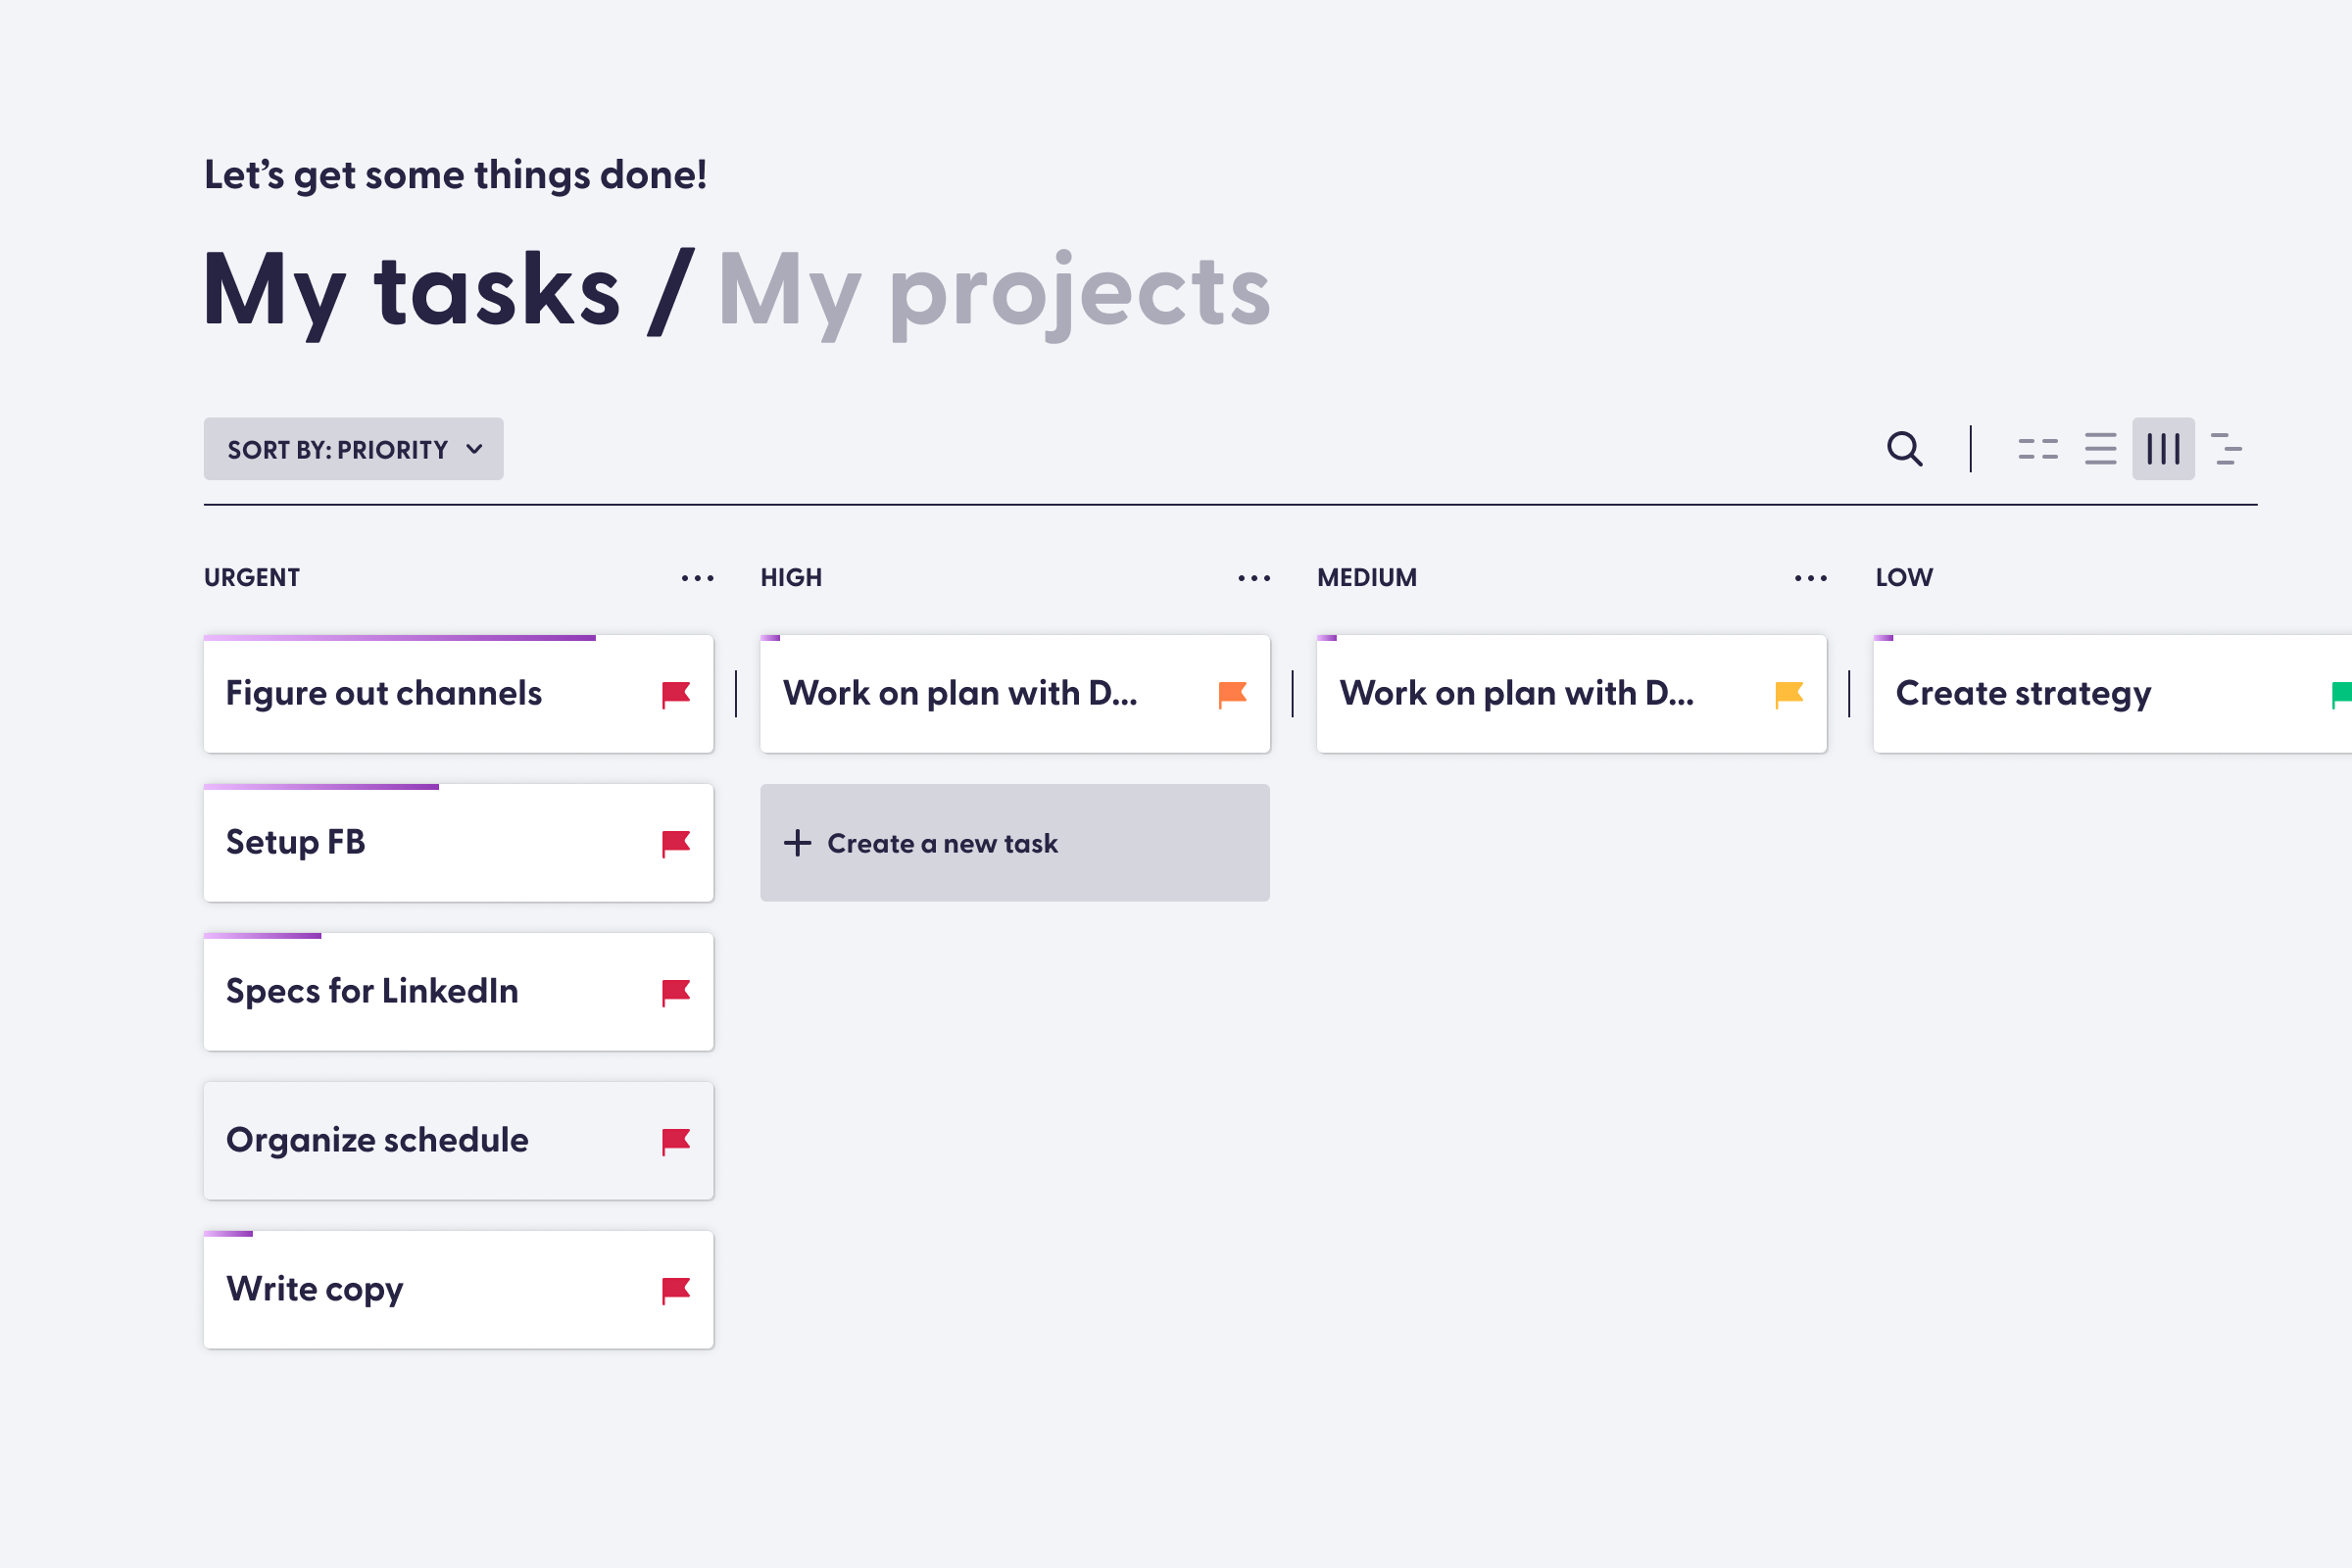 Let’s get some things done!
My tasks / My projects
SORT BY: PRIORITY
URGENT
HIGH
MEDIUM
LOW
Figure out channels
Work on plan with D...
Work on plan with D...
Create strategy
Setup FB
Create a new task
Specs for LinkedIn
Organize schedule
Write copy